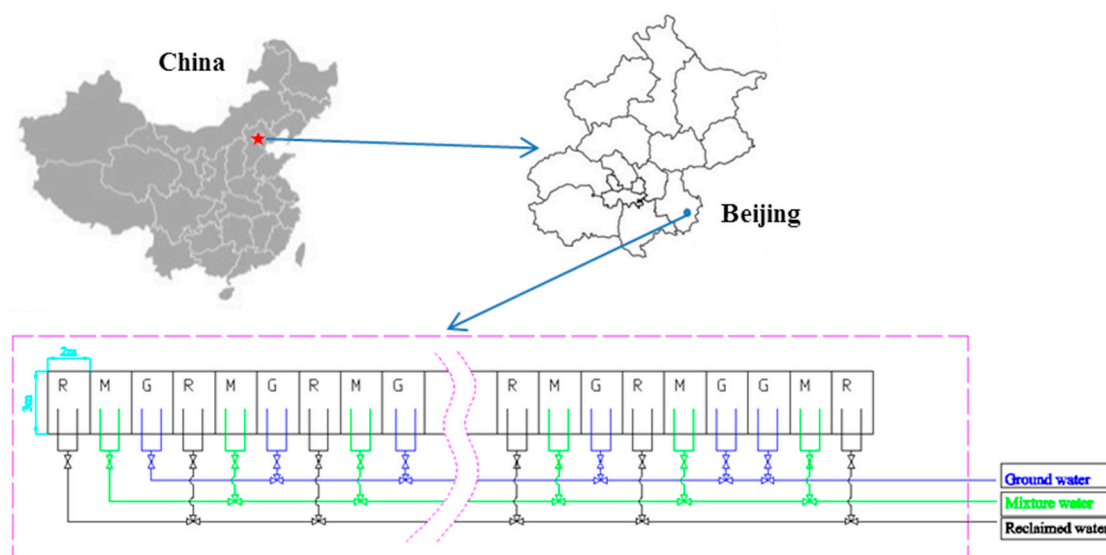 China
Beijing
2m
3m
R M G R M G R M G R M G R M G G M R
Ground water
Mixture water
Reclaimed water